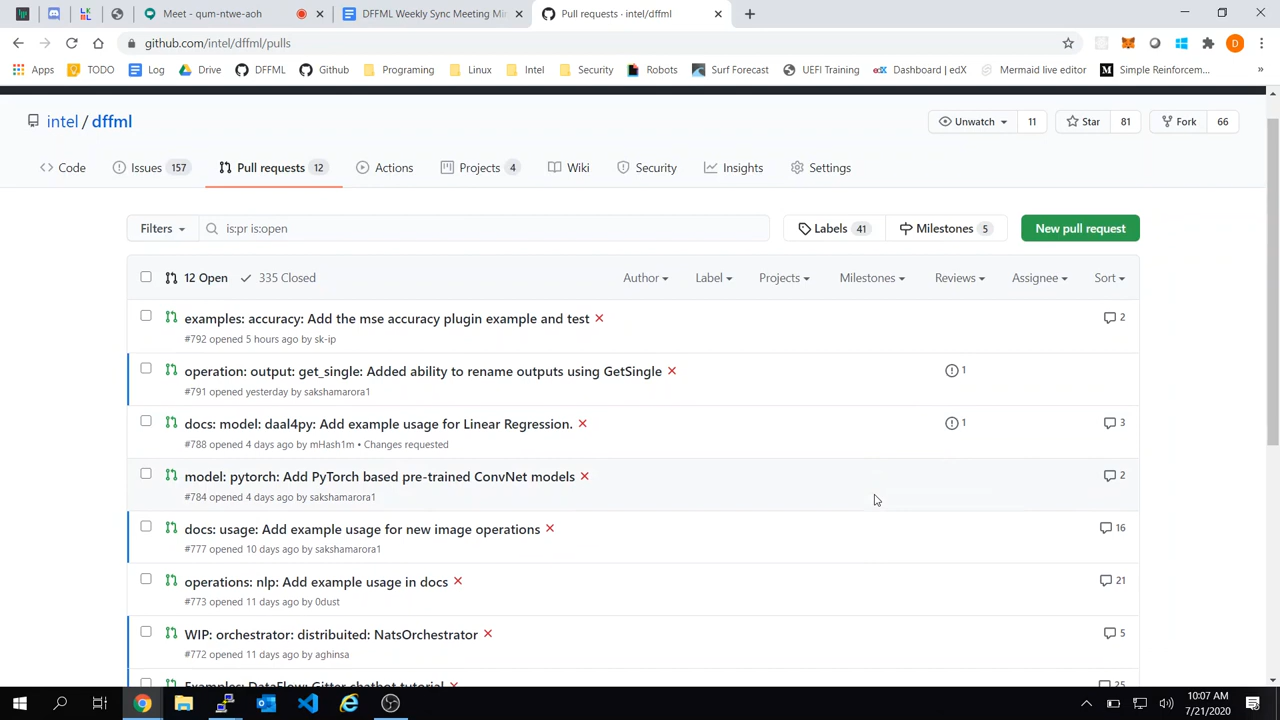 Meet - qum-ntwe-aoh
DFFML Weekly Sync Meeting Mi
Pull requests · intel/dffml
github.com/intel/dffml/pulls
D
Apps TODO Log Drive DFFML Github Programing Linux Intel Security Robots Surf Forecast UEFI Training edX Dashboard | edX Mermaid live editor M Simple Reinforcem... »
intel / dffml
Unwatch 11 Star 81 Fork 66
Code Issues 157 Pull requests 12 Actions Projects 4 Wiki Security Insights Settings
Filters is:pr is:open Labels 41 Milestones 5 New pull request
12 Open 335 Closed Author Label Projects Milestones Reviews Assignee Sort
examples: accuracy: Add the mse accuracy plugin example and test 2
#792 opened 5 hours ago by sk-ip
operation: output: get_single: Added ability to rename outputs using GetSingle 1
#791 opened yesterday by sakshamarora1
docs: model: daal4py: Add example usage for Linear Regression. 1 3
#788 opened 4 days ago by mHash1m • Changes requested
model: pytorch: Add PyTorch based pre-trained ConvNet models 2
#784 opened 4 days ago by sakshamarora1
docs: usage: Add example usage for new image operations 16
#777 opened 10 days ago by sakshamarora1
operations: nlp: Add example usage in docs 21
#773 opened 11 days ago by 0dust
WIP: orchestrator: distribuited: NatsOrchestrator 5
#772 opened 11 days ago by aghinsa
Examples: DataFlow: Gitter chatbot tutorial 25
10:07 AM
7/21/2020